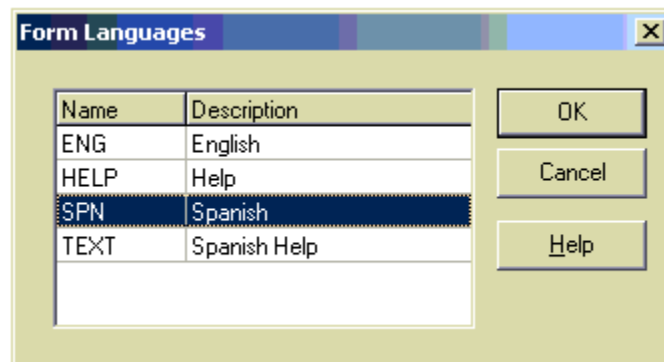 Form Languages
Name Description
ENG English
HELP Help
SPN Spanish
TEXT Spanish Help
OK
Cancel
Help